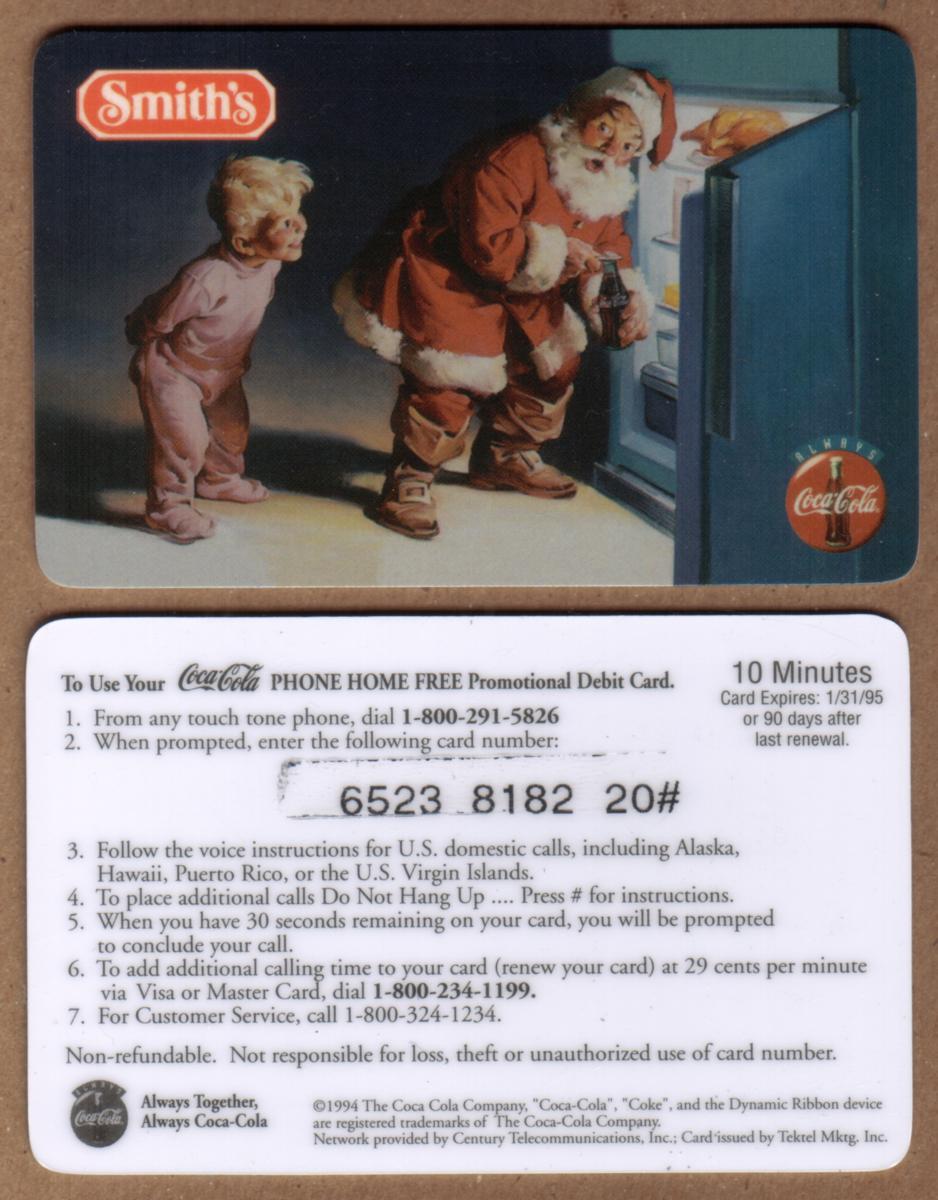 Smith's
Coca-Cola
ALWAYS
Coca-Cola
To Use Your Coca-Cola PHONE HOME FREE Promotional Debit Card.
10 Minutes
Card Expires: 1/31/95
or 90 days after
last renewal.
1. From any touch tone phone, dial 1-800-291-5826
2. When prompted, enter the following card number:
6523 8182 20#
3. Follow the voice instructions for U.S. domestic calls, including Alaska,
Hawaii, Puerto Rico, or the U.S. Virgin Islands.
4. To place additional calls Do Not Hang Up .... Press # for instructions.
5. When you have 30 seconds remaining on your card, you will be prompted
to conclude your call.
6. To add additional calling time to your card (renew your card) at 29 cents per minute
via Visa or Master Card, dial 1-800-234-1199.
7. For Customer Service, call 1-800-324-1234.
Non-refundable. Not responsible for loss, theft or unauthorized use of card number.
ALWAYS
Coca-Cola
Always Together,
Always Coca-Cola
©1994 The Coca Cola Company, "Coca-Cola", "Coke", and the Dynamic Ribbon device
are registered trademarks of The Coca-Cola Company.
Network provided by Century Telecommunications, Inc.; Card issued by Tektel Mktg. Inc.